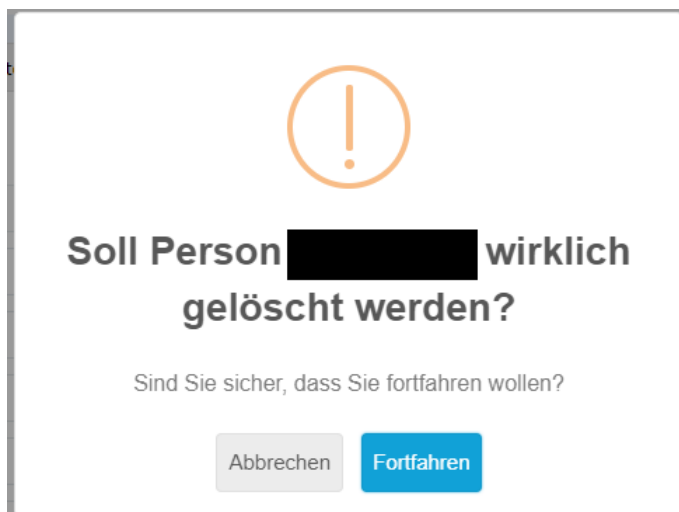 Soll Person wirklich
gelöscht werden?
Sind Sie sicher, dass Sie fortfahren wollen?
Abbrechen
Fortfahren